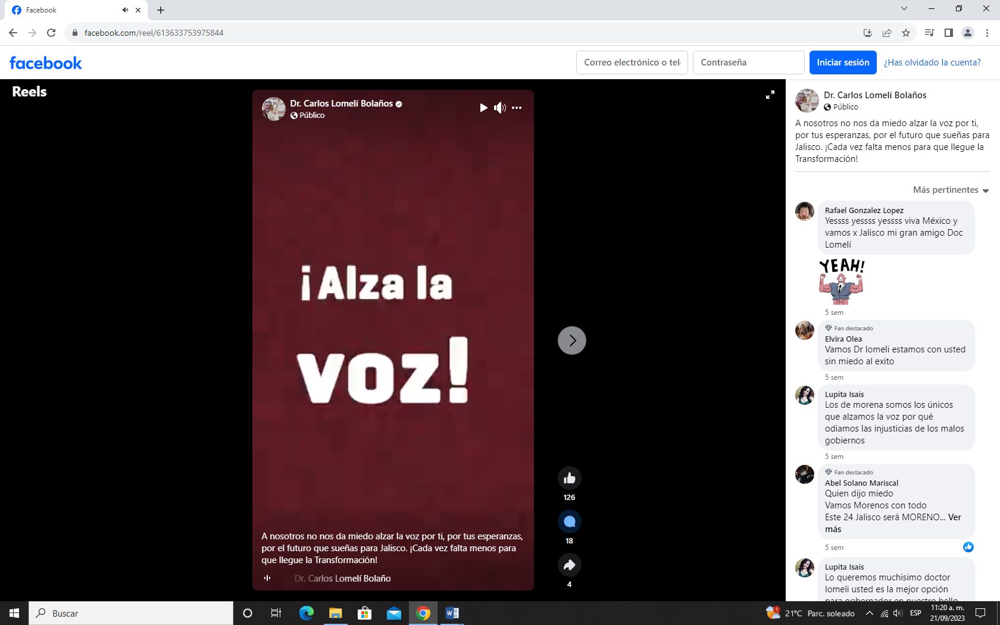 Facebook
facebook.com/reel/613633753975844
facebook
Correo electrónico o telé
Contraseña
Iniciar sesión
¿Has olvidado la cuenta?
Reels
Dr. Carlos Lomelí Bolaños
Público
¡Alza la
voz!
A nosotros no nos da miedo alzar la voz por ti, por tus esperanzas,
por el futuro que sueñas para Jalisco. ¡Cada vez falta menos para
que llegue la Transformación!
Dr. Carlos Lomelí Bolaño
126
18
4
Dr. Carlos Lomelí Bolaños
Público
A nosotros no nos da miedo alzar la voz por ti,
por tus esperanzas, por el futuro que sueñas para
Jalisco. ¡Cada vez falta menos para que llegue la
Transformación!
Más pertinentes
Rafael Gonzalez Lopez
Yessss yessss yessss viva México y
vamos x Jalisco mi gran amigo Doc
Lomelí
YEAH!
5 sem
Fan destacado
Elvira Olea
Vamos Dr lomeli estamos con usted
sin miedo al exito
5 sem
Lupita Isais
Los de morena somos los únicos
que alzamos la voz por qué
odiamos las injusticias de los malos
gobiernos
5 sem
Fan destacado
Abel Solano Mariscal
Quien dijo miedo
Vamos Morenos con todo
Este 24 Jalisco será MORENO... Ver
más
5 sem
Lupita Isais
Lo queremos muchisimo doctor
lomeli usted es la mejor opción
para gobernador en nuestro bello
Buscar
1
21°C Parc. soleado
ESP
11:20 a. m.
21/09/2023